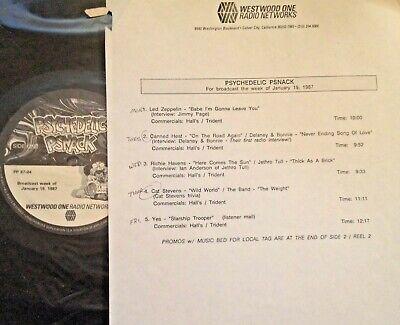 WESTWOOD ONE
RADIO NETWORKS
9540 Washington Boulevard • Culver City, California 90232-7983 • (213) 204-5000
PSYCHEDELIC PSNACK
For broadcast the week of January 19, 1987
MON 1. Led Zeppelin - "Babe I'm Gonna Leave You"
(Interview: Jimmy Page)
Commercials: Hall's / Trident Time: 10:00
TUES 2. Canned Heat - "On The Road Again" / Delaney & Bonnie - "Never Ending Song Of Love"
(Interview: Delaney & Bonnie - Their first radio interview!)
Commercials: Hall's / Trident Time: 9:52
WED 3. Richie Havens - "Here Comes The Sun" / Jethro Tull - "Thick As A Brick"
(Interview: Ian Anderson of Jethro Tull)
Commercials: Hall's / Trident Time: 9:33
THUR 4. Cat Stevens - "Wild World" / The Band - "The Weight"
(Cat Stevens trivia)
Commercials: Hall's / Trident Time: 11:11
FRI 5. Yes - "Starship Trooper" (listener mail)
Commercials: Hall's / Trident Time: 12:17
PROMOS w/ MUSIC BED FOR LOCAL TAG ARE AT THE END OF SIDE 2 / REEL 2
PSYCHEDELIC
PSNACK
SIDE ONE
PP 87-04
Broadcast week of
January 19, 1987
WESTWOOD ONE RADIO NETWORKS